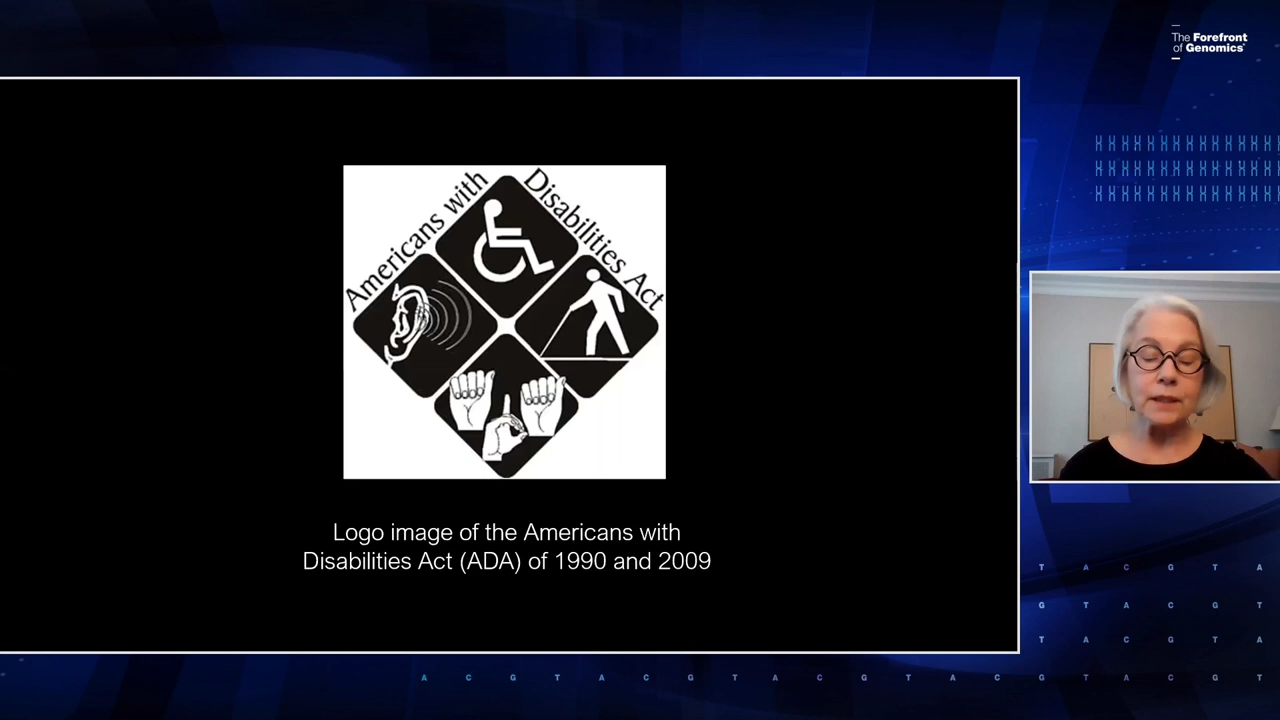 The Forefront
of Genomics
Americans with
Disabilities Act
Logo image of the Americans with
Disabilities Act (ADA) of 1990 and 2009
T A C G T A
G T A C G T
T A C G T A
A C G T A C G T A C G T A C G T A C G T